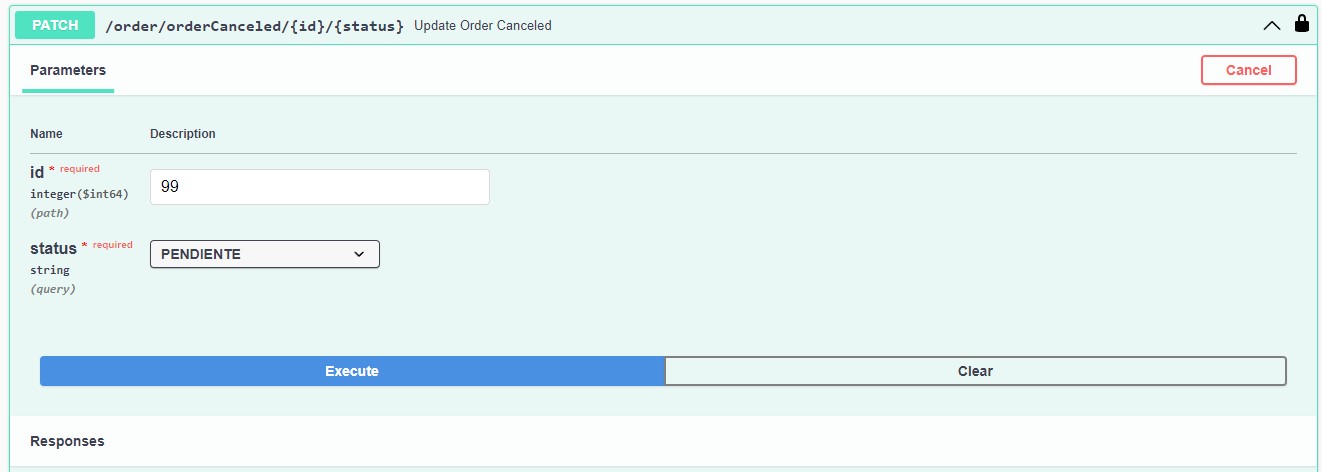 PATCH /order/orderCanceled/{id}/{status} Update Order Canceled
Parameters Cancel
Name Description
id * required
integer($int64)
(path)
99
status * required
string
(query)
PENDIENTE
Execute Clear
Responses